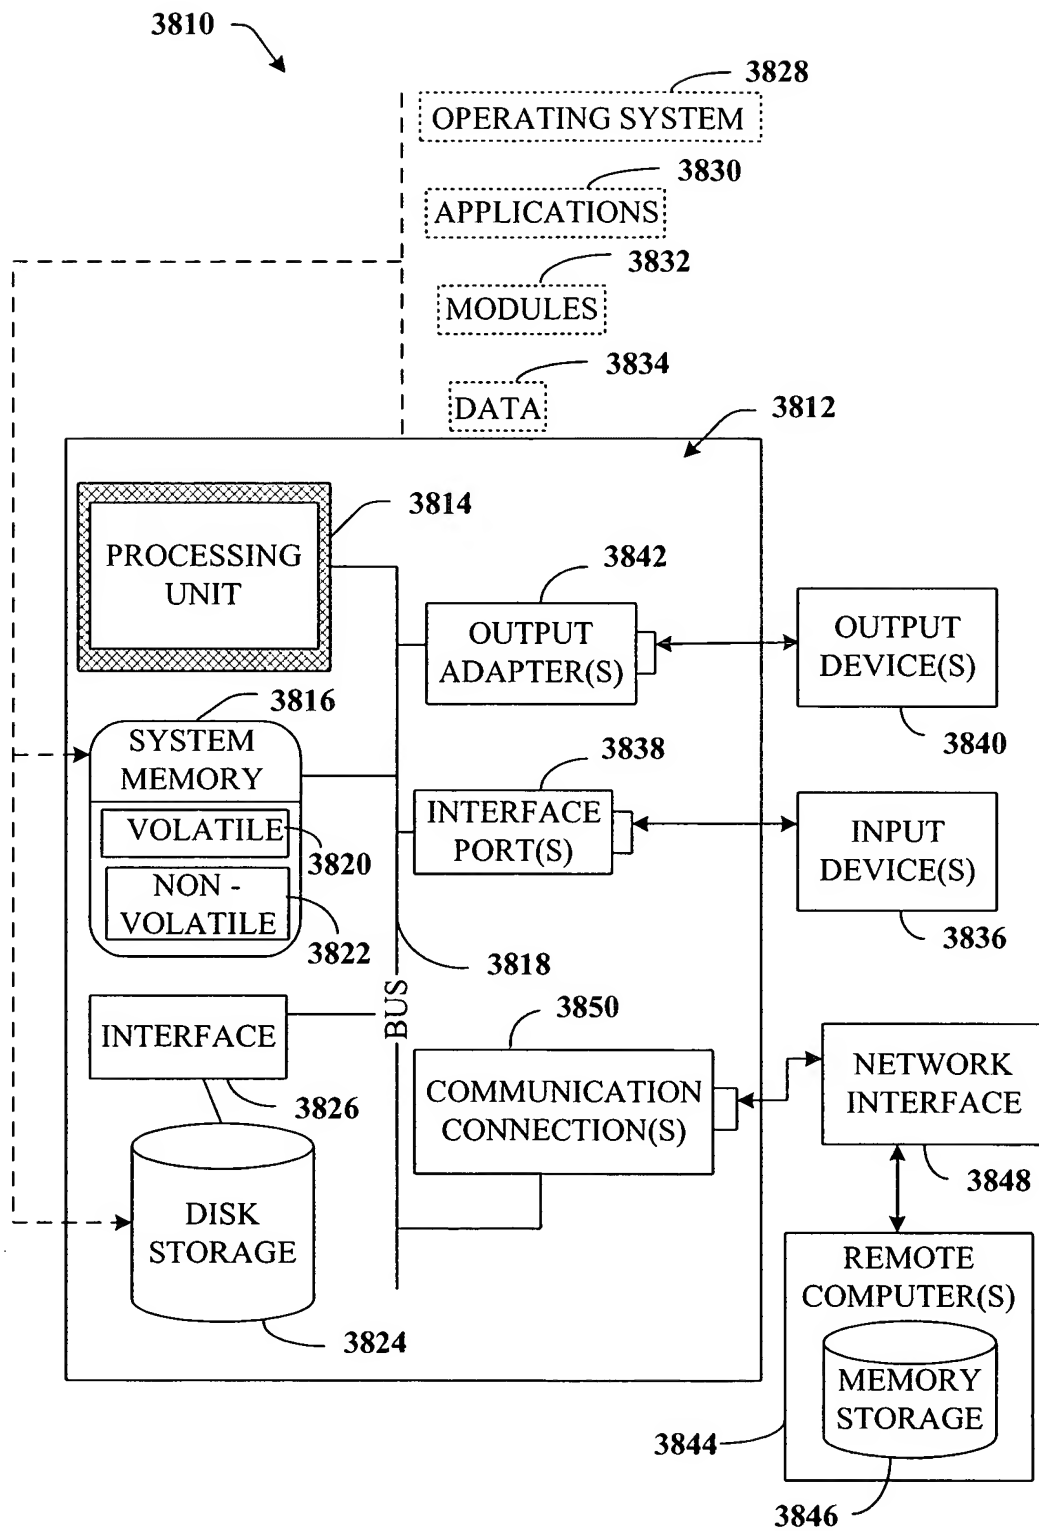 3810
3828
OPERATING SYSTEM
3830
APPLICATIONS
3832
MODULES
3834
DATA
3812
3814
PROCESSING
UNIT
3842
OUTPUT
ADAPTER(S)
OUTPUT
DEVICE(S)
3840
3816
SYSTEM
MEMORY
VOLATILE
3820
NON -
VOLATILE
3822
3838
INTERFACE
PORT(S)
INPUT
DEVICE(S)
3836
3818
BUS
INTERFACE
3826
3850
COMMUNICATION
CONNECTION(S)
NETWORK
INTERFACE
3848
DISK
STORAGE
3824
REMOTE
COMPUTER(S)
MEMORY
STORAGE
3844
3846